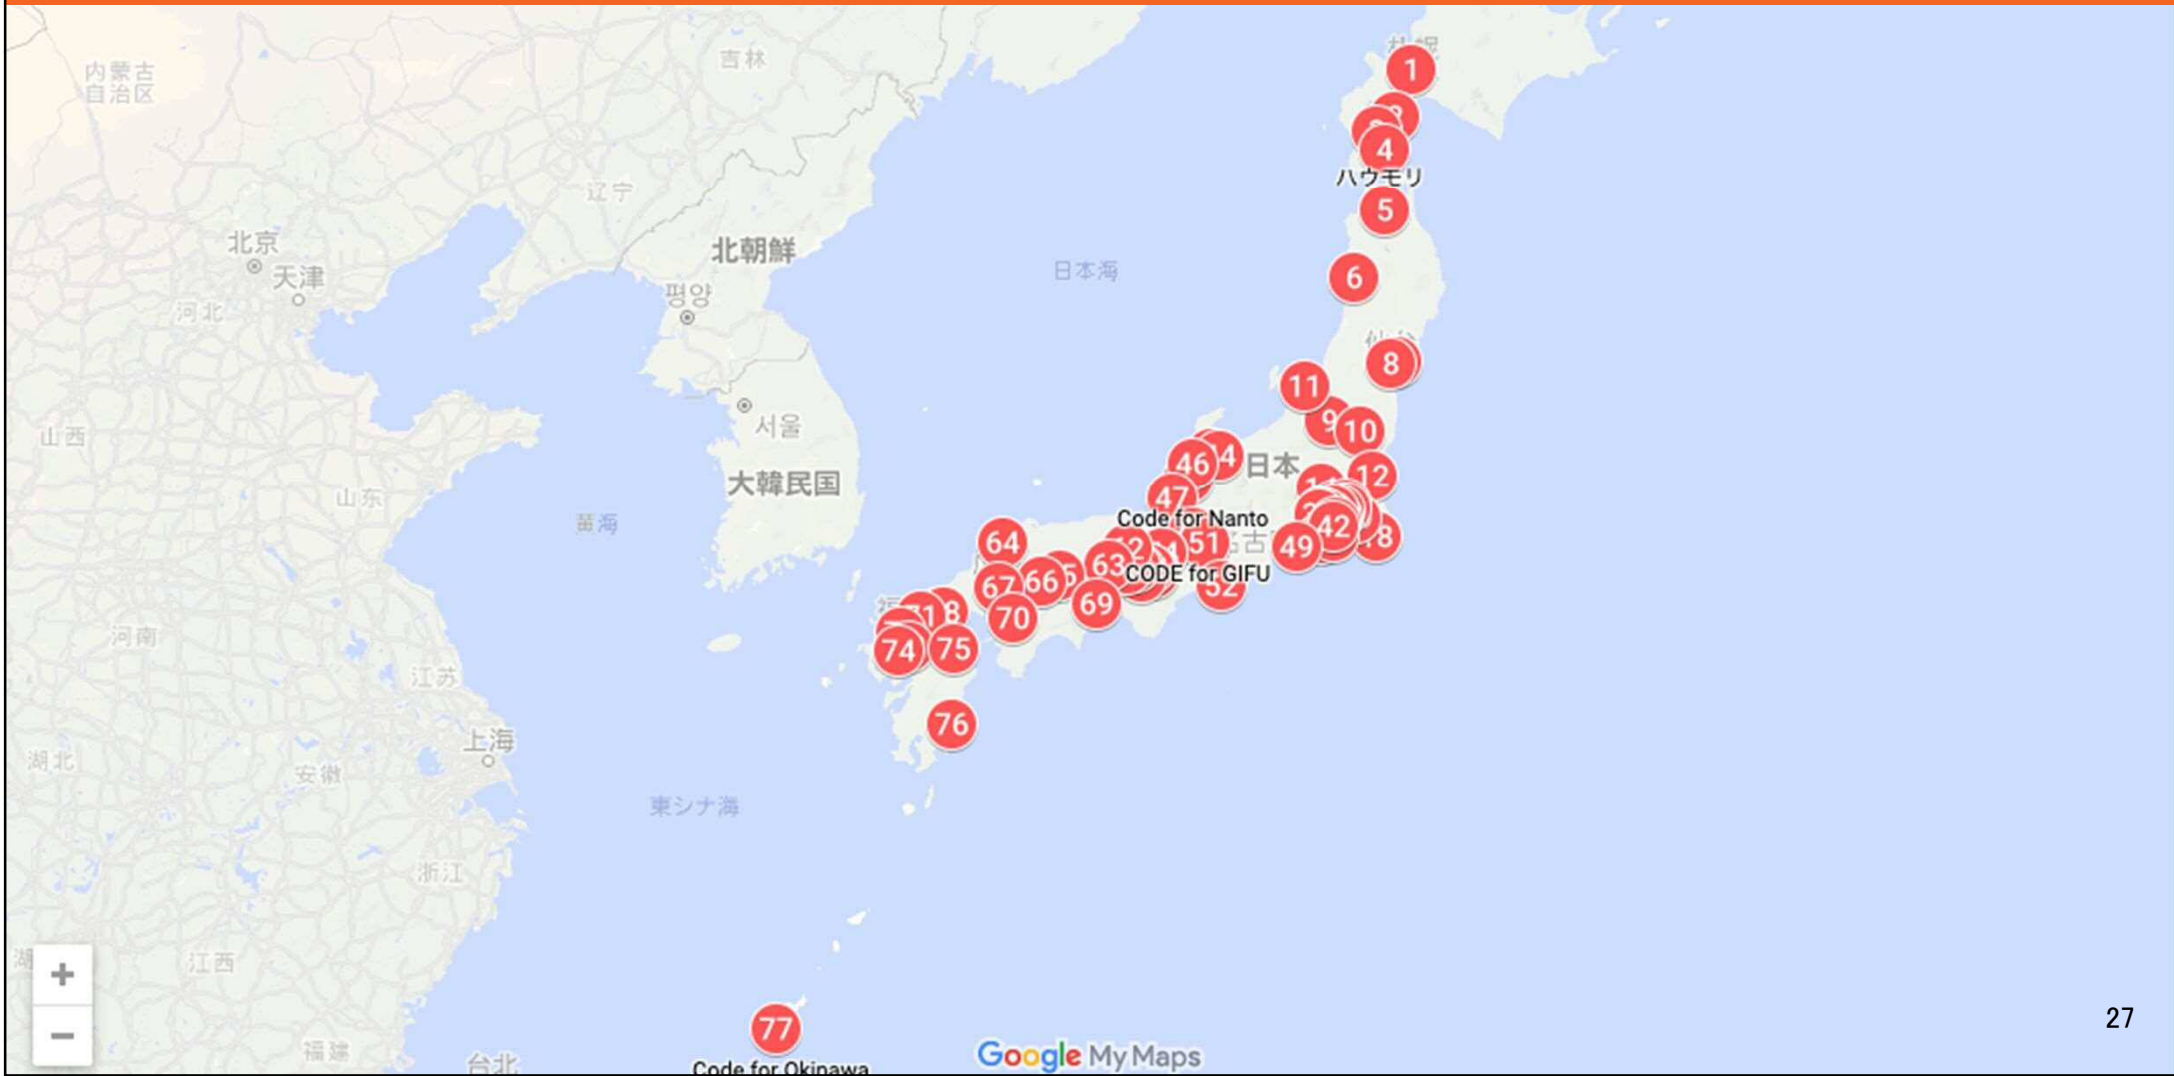 札幌
1
内蒙古
自治区
吉林
4
ハウモリ
辽宁
5
北京
北朝鮮
日本海
天津
6
평양
河北
8
11
서울
9
10
山西
46
日本
12
大韓民国
47
山东
黄海
Code for Nanto
42
64
51
49
63
CODE for GIFU
66
67
52
69
70
河南
74
75
江苏
76
上海
湖北
安徽
東シナ海
浙江
江西
+
77
27
−
福建
Google My Maps
台北
Code for Okinawa